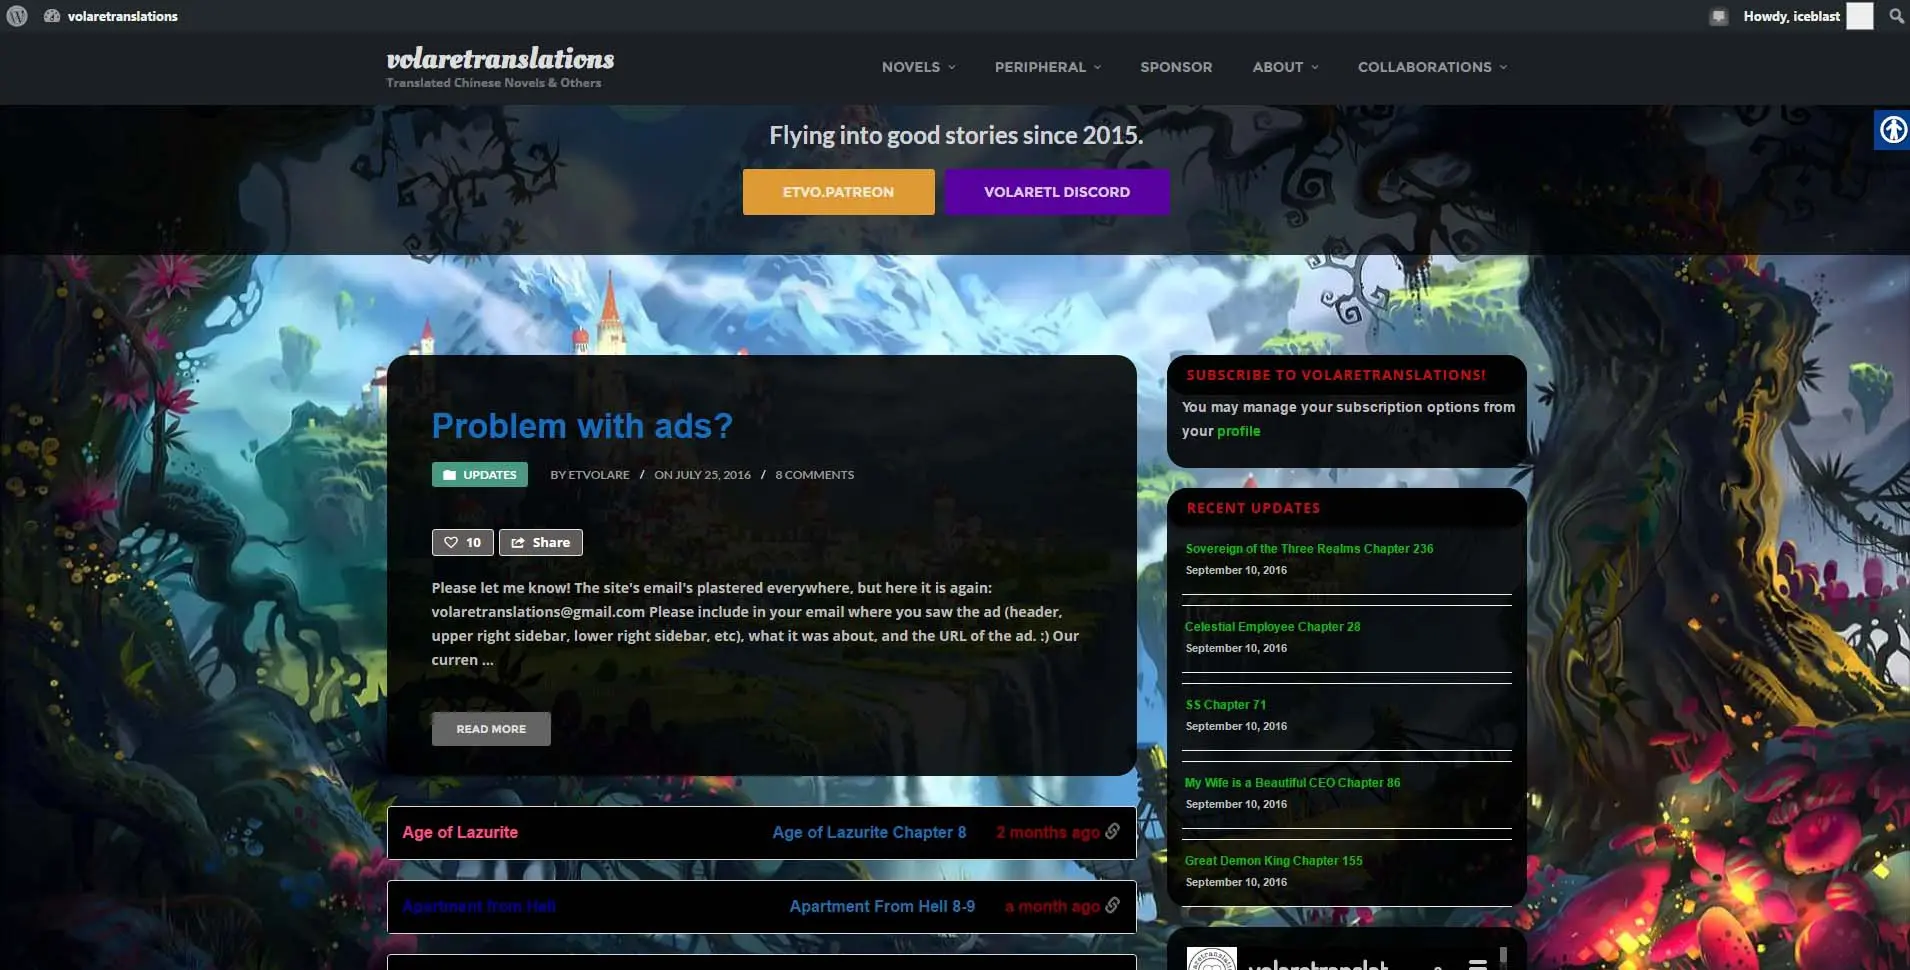 volaretranslations
Howdy, iceblast
volaretranslations
Translated Chinese Novels & Others
NOVELS
PERIPHERAL
SPONSOR
ABOUT
COLLABORATIONS
Flying into good stories since 2015.
ETVO.PATREON
VOLARETL DISCORD
Problem with ads?
UPDATES
BY ETVOLARE / ON JULY 25, 2016 / 8 COMMENTS
10
Share
Please let me know! The site's email's plastered everywhere, but here it is again:
volaretranslations@gmail.com Please include in your email where you saw the ad (header,
upper right sidebar, lower right sidebar, etc), what it was about, and the URL of the ad. :) Our
curren ...
READ MORE
Age of Lazurite
Age of Lazurite Chapter 8
2 months ago
Apartment from Hell
Apartment From Hell 8-9
a month ago
SUBSCRIBE TO VOLARETRANSLATIONS!
You may manage your subscription options from
your profile
RECENT UPDATES
Sovereign of the Three Realms Chapter 236
September 10, 2016
Celestial Employee Chapter 28
September 10, 2016
SS Chapter 71
September 10, 2016
My Wife is a Beautiful CEO Chapter 86
September 10, 2016
Great Demon King Chapter 155
September 10, 2016